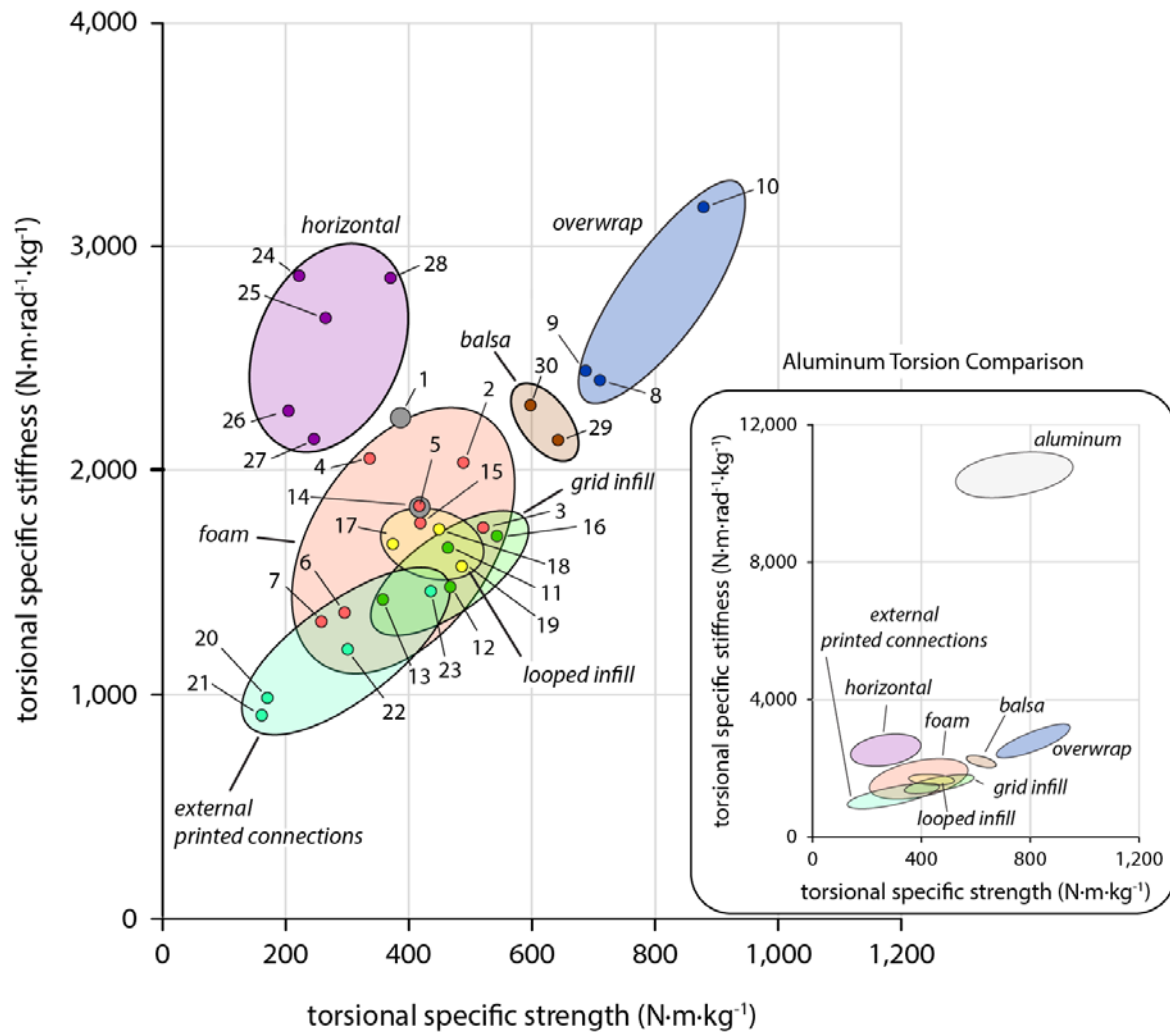 4,000
3,000
2,000
1,000
0
torsional specific stiffness (N·m·rad⁻¹·kg⁻¹)
0
200
400
600
800
1,000
1,200
torsional specific strength (N·m·kg⁻¹)
horizontal
24
28
25
26
27
overwrap
10
9
8
balsa
30
29
1
2
4
5
15
14
grid infill
3
16
17
foam
18
6
11
7
19
12
20
13
23
looped infill
21
22
external
printed connections
Aluminum Torsion Comparison
12,000
8,000
4,000
0
torsional specific stiffness (N·m·rad⁻¹·kg⁻¹)
aluminum
external
printed connections
horizontal
foam
balsa
overwrap
grid infill
looped infill
0
400
800
1,200
torsional specific strength (N·m·kg⁻¹)